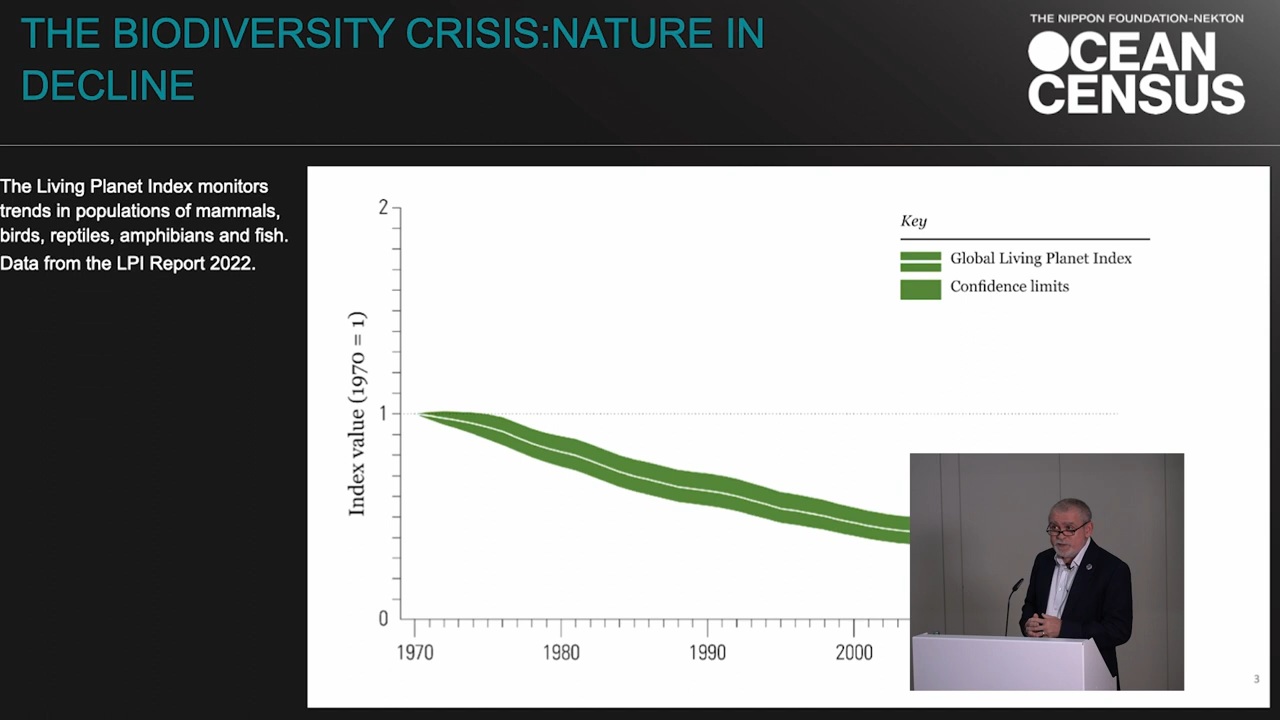 THE BIODIVERSITY CRISIS:NATURE IN
DECLINE
THE NIPPON FOUNDATION-NEKTON
OCEAN
CENSUS
The Living Planet Index monitors
trends in populations of mammals,
birds, reptiles, amphibians and fish.
Data from the LPI Report 2022.
2
1
0
Index value (1970 = 1)
Key
Global Living Planet Index
Confidence limits
1970
1980
1990
2000
3